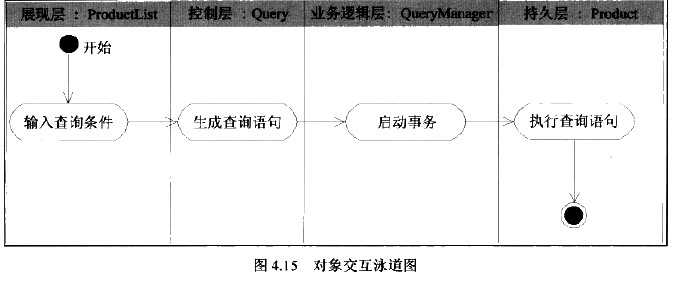 展现层 : ProductList 控制层 : Query 业务逻辑层: QueryManager 持久层 : Product
开始
输入查询条件 生成查询语句 启动事务 执行查询语句
图 4.15 对象交互泳道图